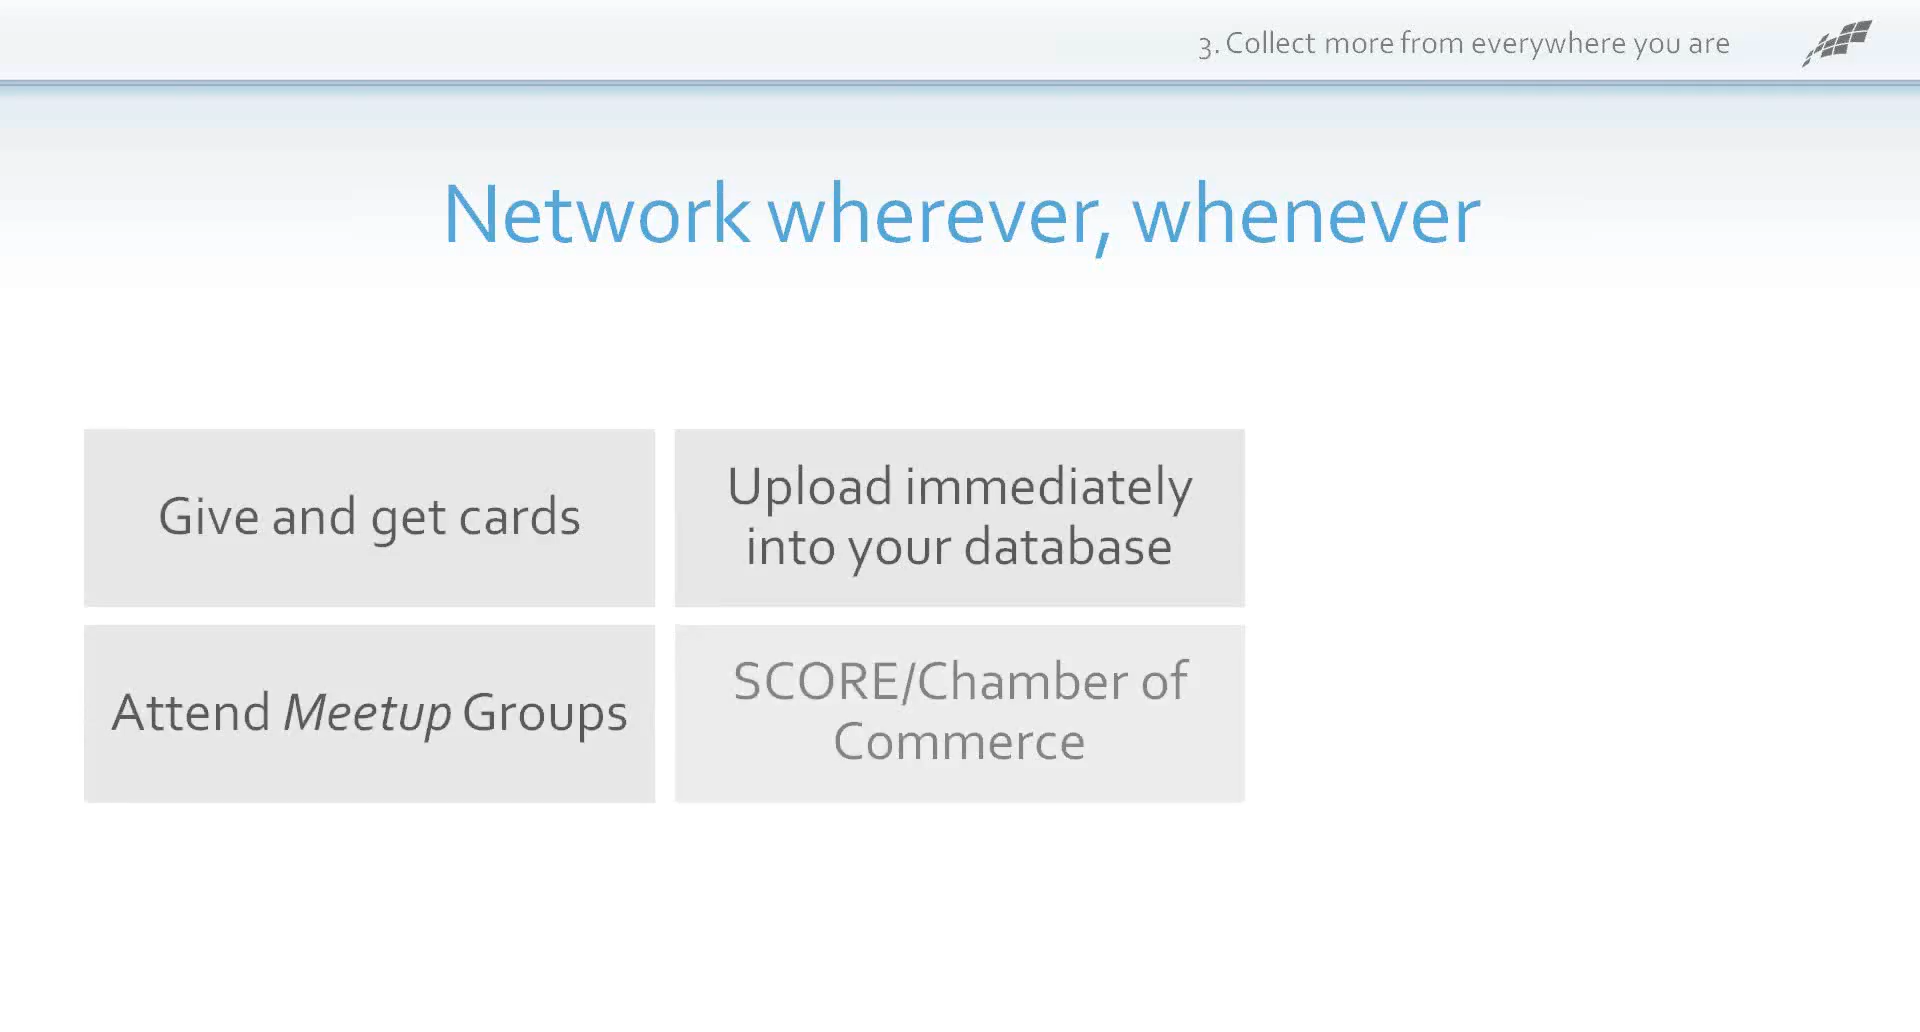 3. Collect more from everywhere you are
Network wherever, whenever
Give and get cards
Upload immediately
into your database
Attend Meetup Groups
SCORE/Chamber of
Commerce